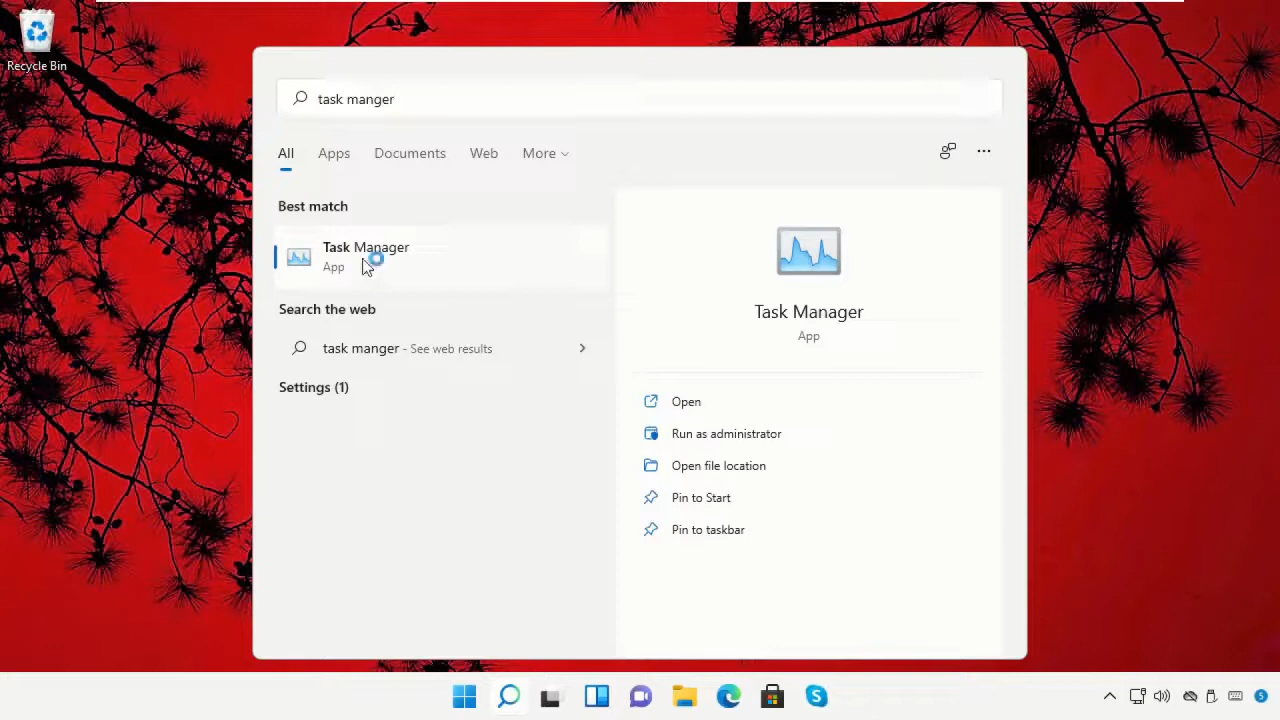 Recycle Bin
task manger
All Apps Documents Web More
Best match
Task Manager
App
Search the web
task manger - See web results
Settings (1)
Task Manager
App
Open
Run as administrator
Open file location
Pin to Start
Pin to taskbar
S
5